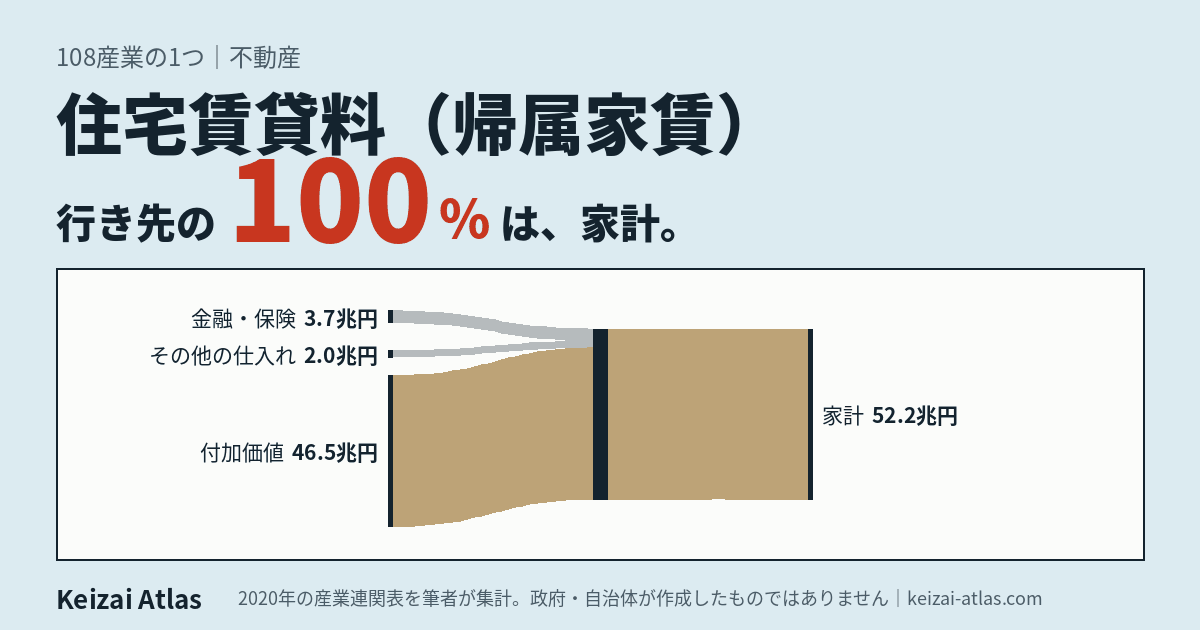 108産業の1つ｜不動産
住宅賃貸料（帰属家賃）
行き先の 100 % は、家計。
金融・保険 3.7兆円
その他の仕入れ 2.0兆円
付加価値 46.5兆円
家計 52.2兆円
Keizai Atlas
2020年の産業連関表を筆者が集計。政府・自治体が作成したものではありません｜keizai-atlas.com